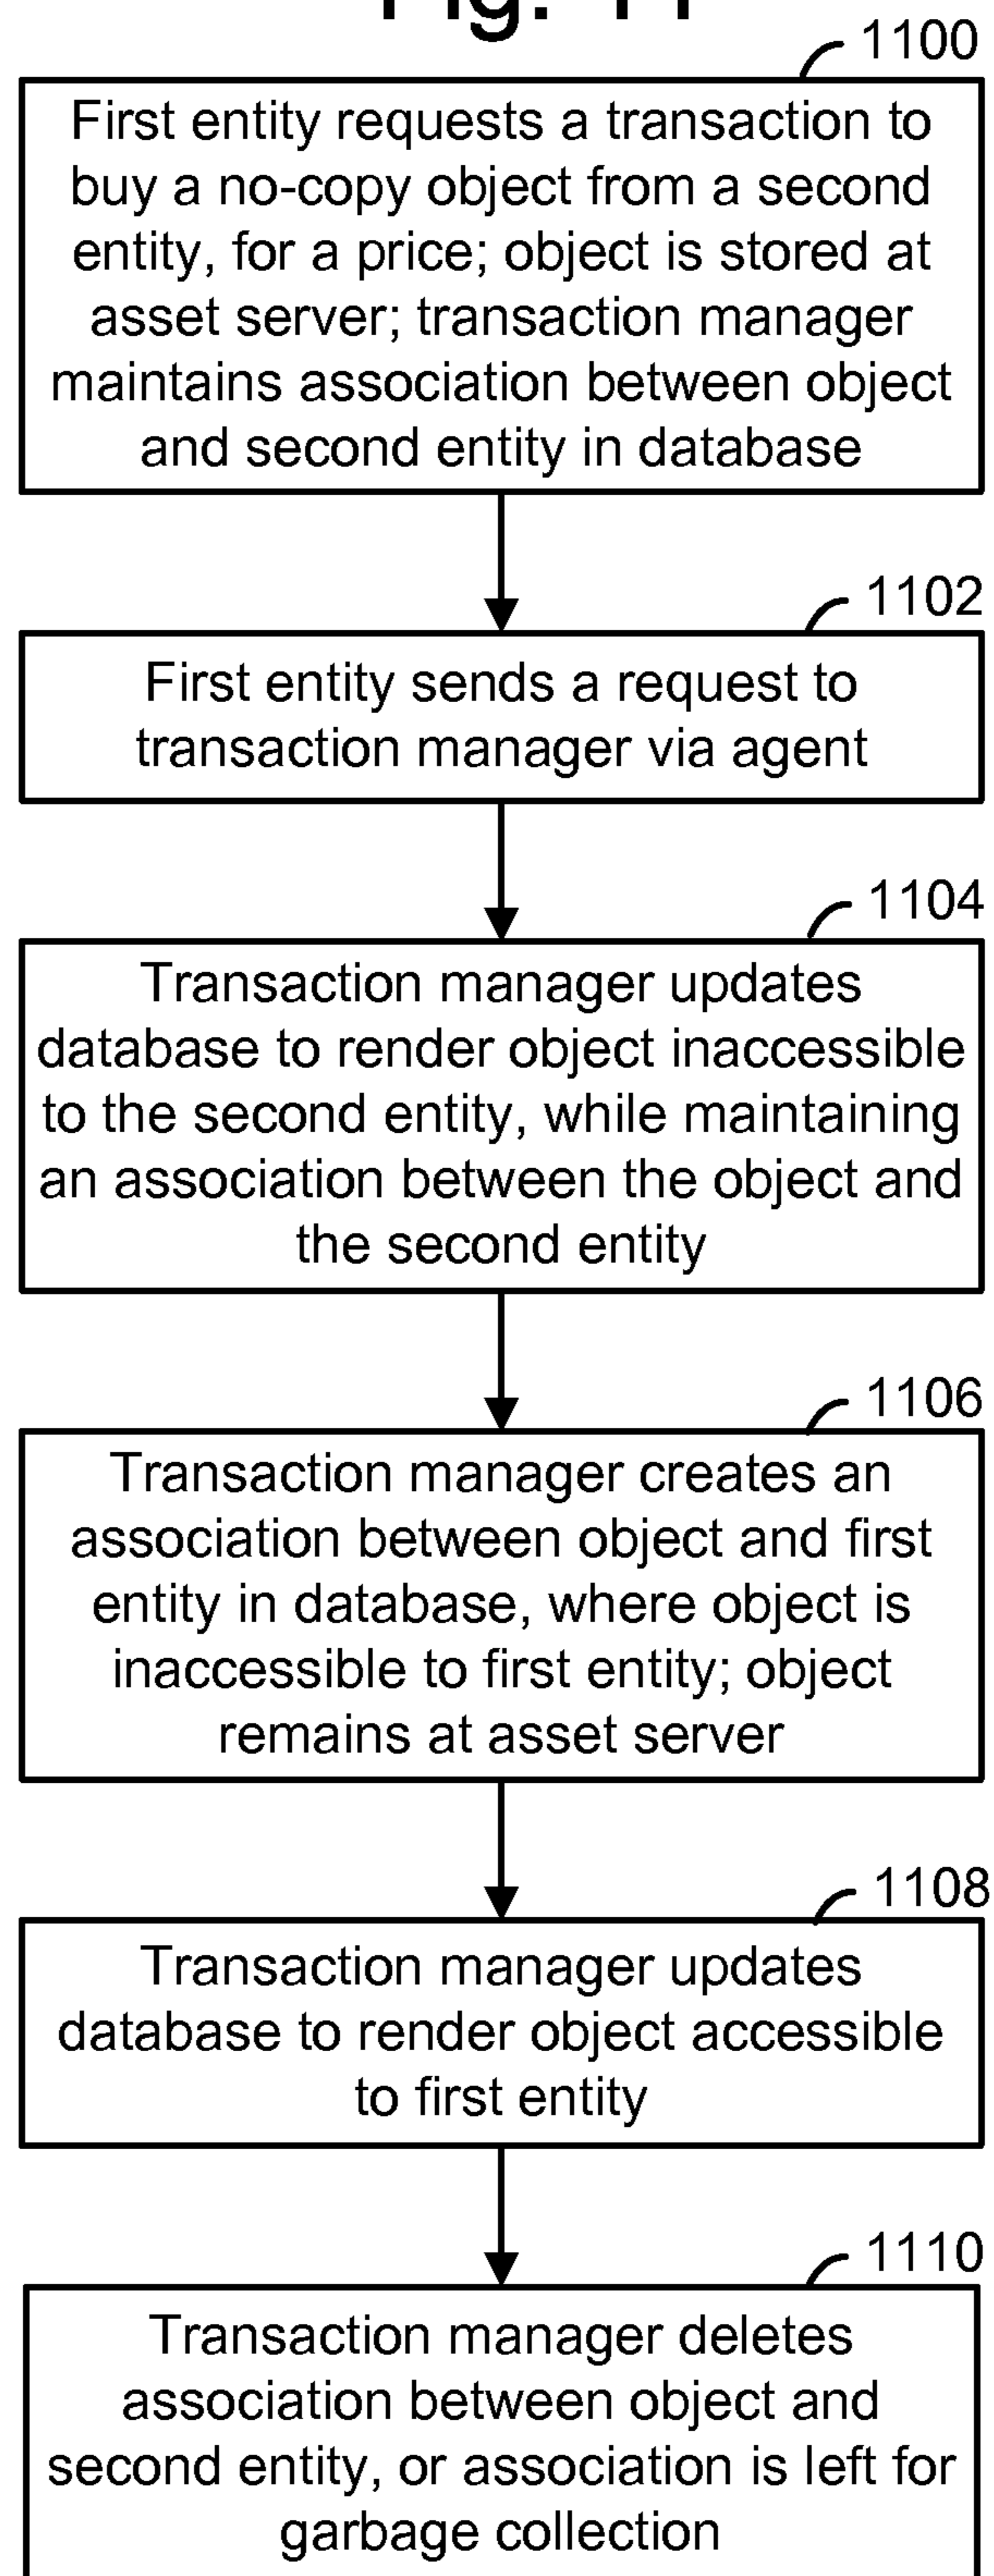 Fig. 11
1100
First entity requests a transaction to
buy a no-copy object from a second
entity, for a price; object is stored at
asset server; transaction manager
maintains association between object
and second entity in database
1102
First entity sends a request to
transaction manager via agent
1104
Transaction manager updates
database to render object inaccessible
to the second entity, while maintaining
an association between the object and
the second entity
1106
Transaction manager creates an
association between object and first
entity in database, where object is
inaccessible to first entity; object
remains at asset server
1108
Transaction manager updates
database to render object accessible
to first entity
1110
Transaction manager deletes
association between object and
second entity, or association is left for
garbage collection